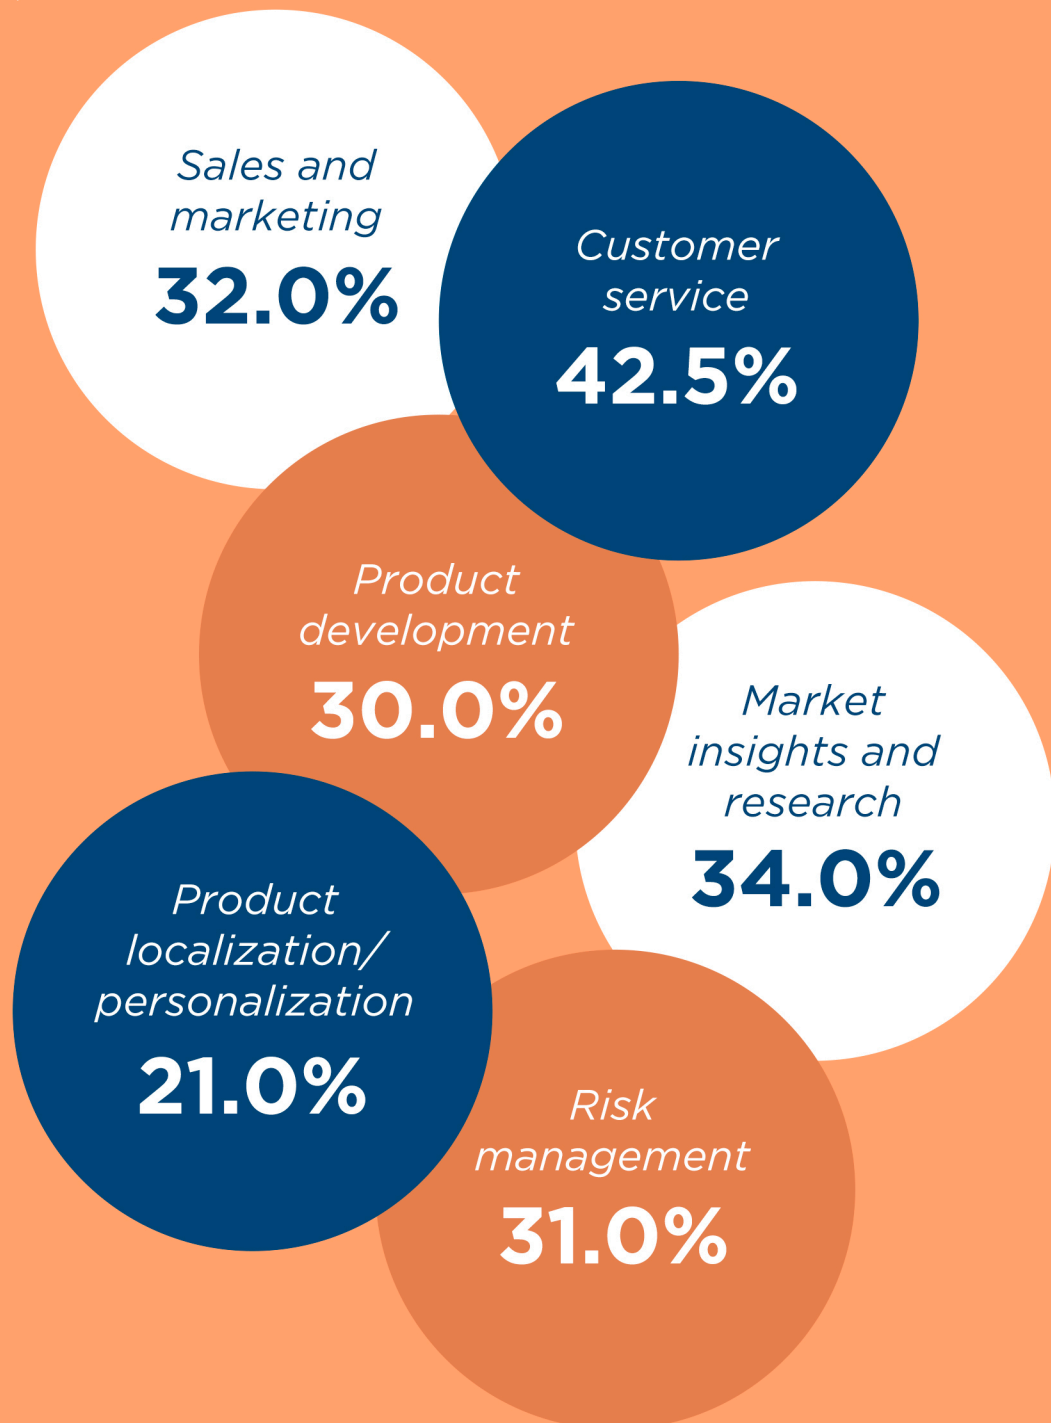 Sales and
marketing
32.0%
Customer
service
42.5%
Product
development
30.0%
Market
insights and
research
34.0%
Product
localization/
personalization
21.0%
Risk
management
31.0%